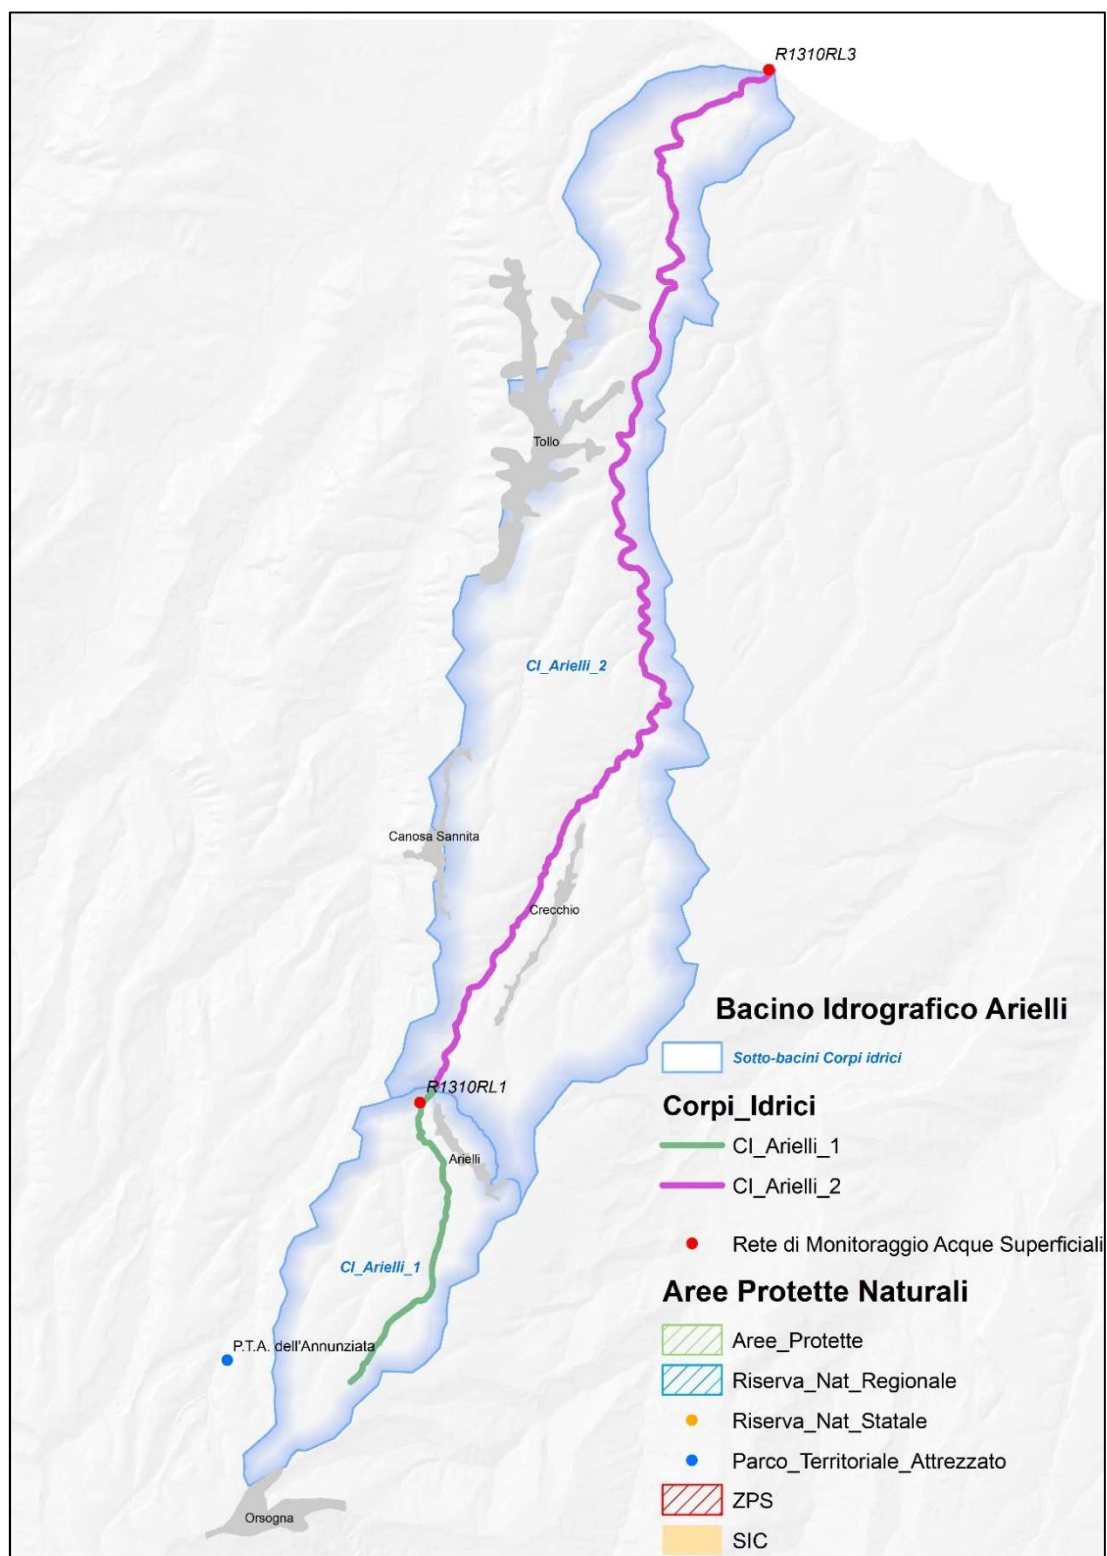 R1310RL3
Tollo
CI_Arielli_2
Canosa Sannita
Crecchio
R1310RL1
Arielli
CI_Arielli_1
P.T.A. dell'Annunziata
Orsogna
Bacino Idrografico Arielli
Sotto-bacini Corpi idrici
Corpi_Idrici
CI_Arielli_1
CI_Arielli_2
Rete di Monitoraggio Acque Superficiali
Aree Protette Naturali
Aree_Protette
Riserva_Nat_Regionale
Riserva_Nat_Statale
Parco_Territoriale_Attrezzato
ZPS
SIC